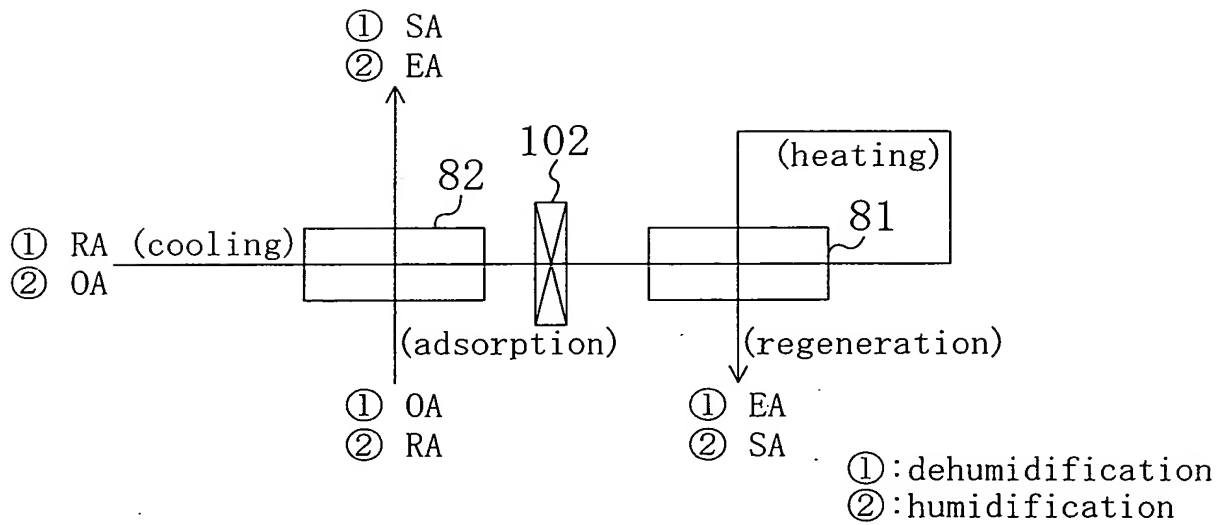 ① SA
② EA
102
(heating)
82
81
① RA (cooling)
② OA
(adsorption)
(regeneration)
① OA
② RA
① EA
② SA
①:dehumidification
②:humidification